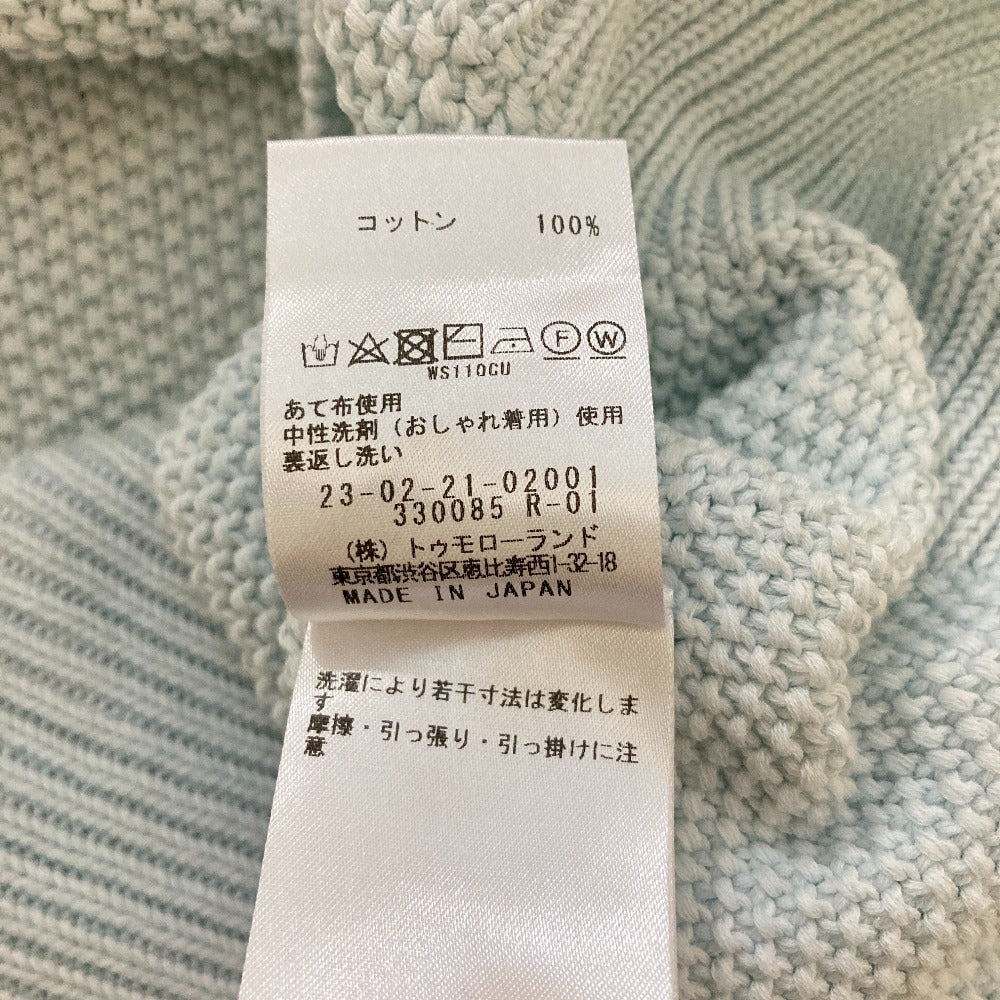 コットン 100%
F W
WS110GU
あて布使用
中性洗剤（おしゃれ着用）使用
裏返し洗い
23-02-21-02001
330085 R-01
（株）トゥモローランド
東京都渋谷区恵比寿西1-32-18
MADE IN JAPAN
洗濯により若干寸法は変化しま
す
摩擦・引っ張り・引っ掛けに注
意